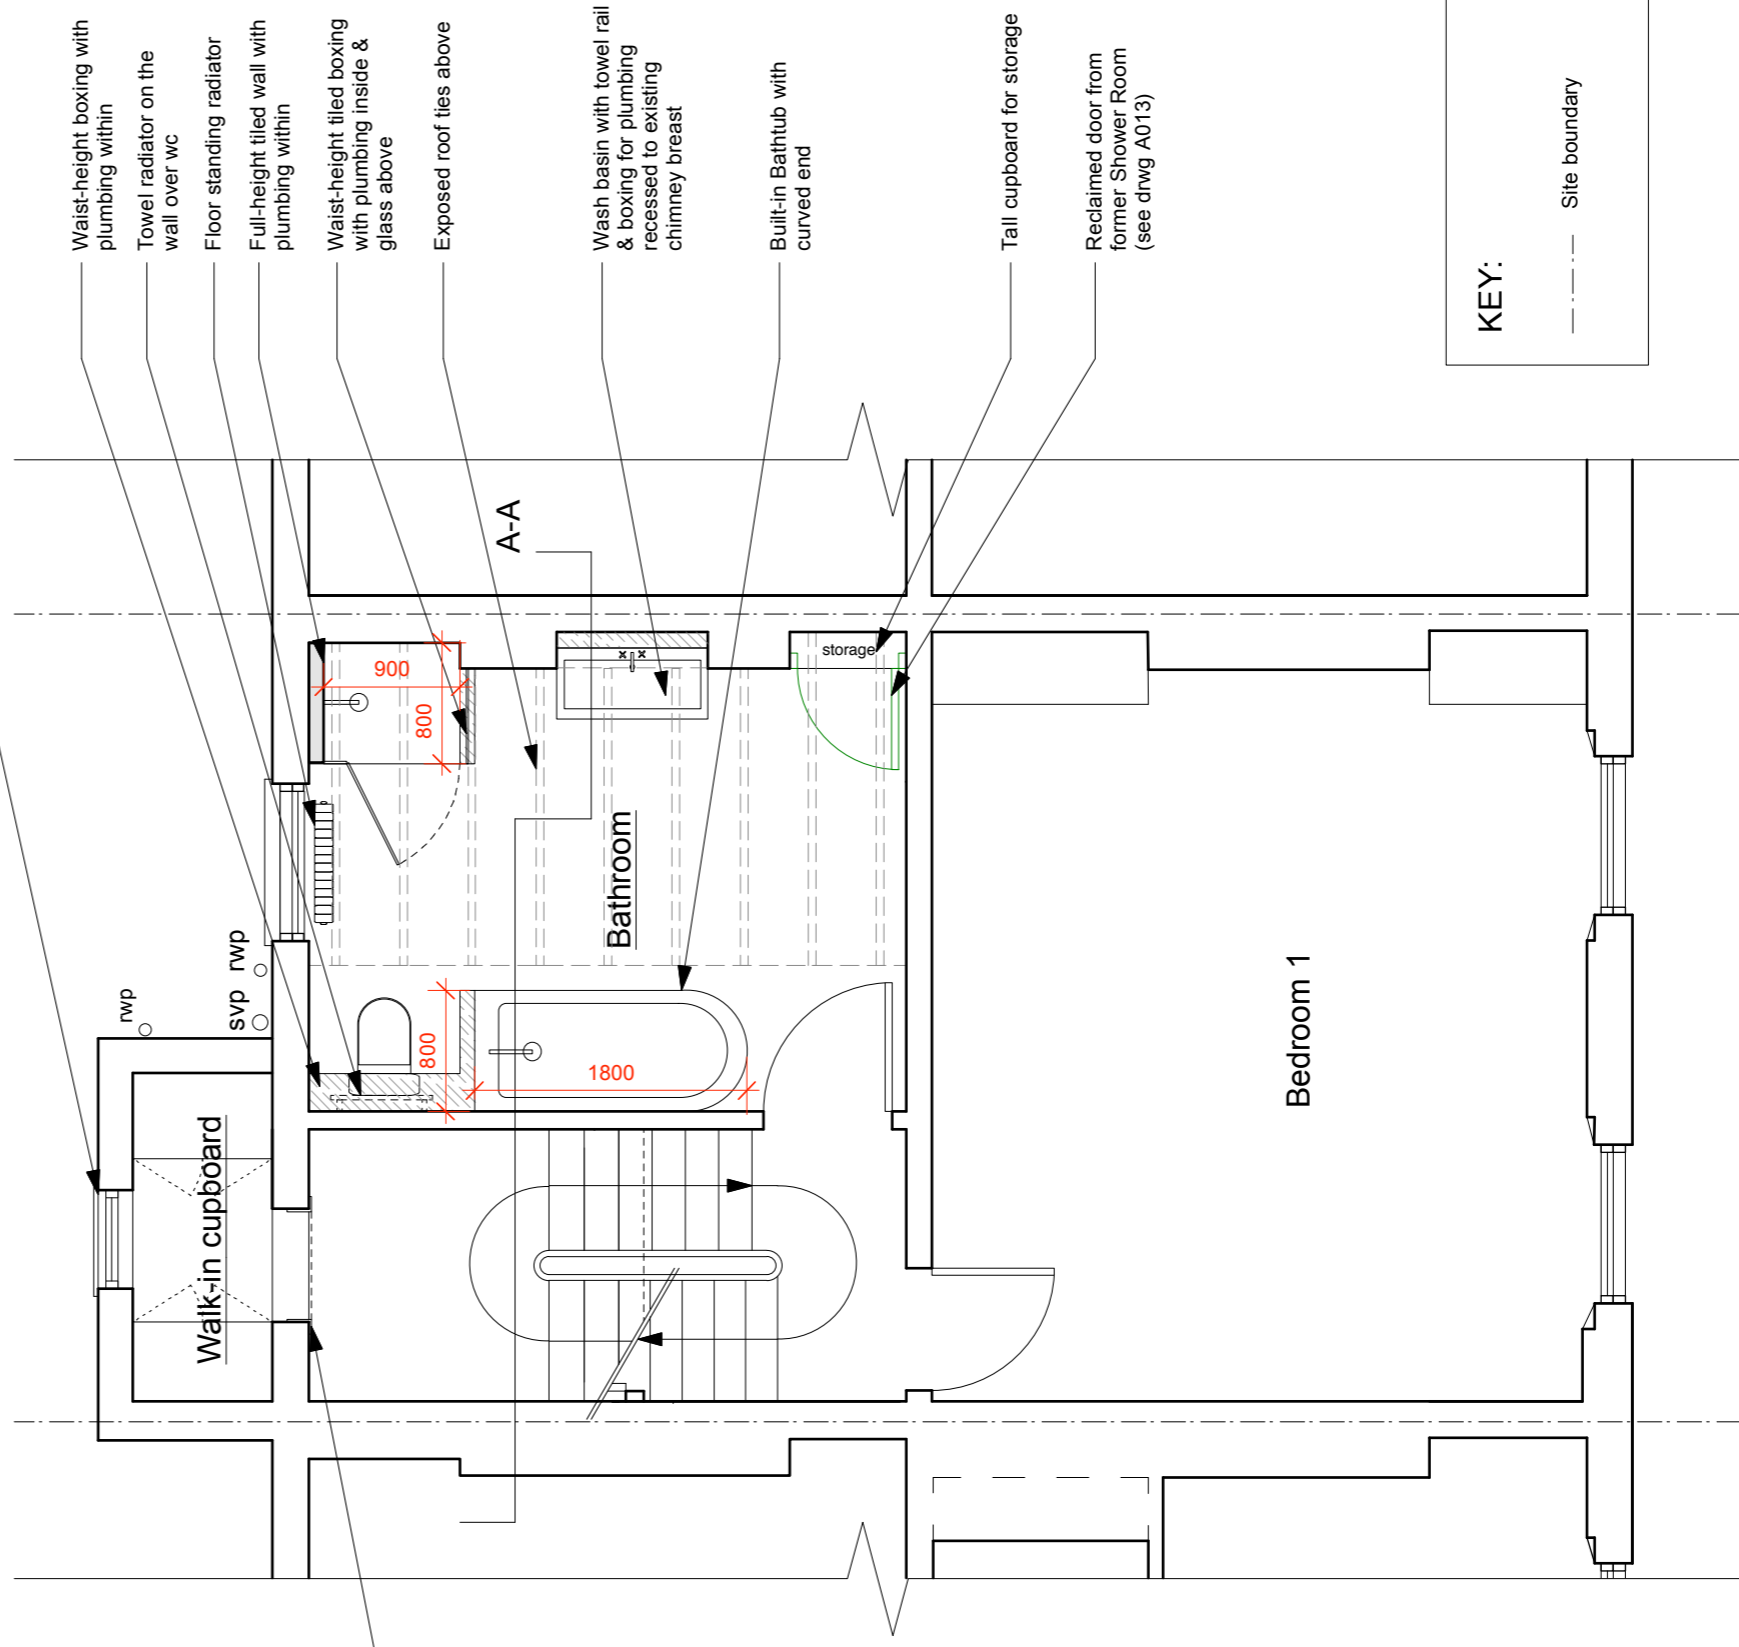 Waist-height boxing with
plumbing within
Towel radiator on the
wall over wc
Floor standing radiator
Full-height tiled wall with
plumbing within
Waist-height tiled boxing
with plumbing inside &
glass above
Exposed roof ties above
Wash basin with towel rail
& boxing for plumbing
recessed to existing
chimney breast
Built-in Bathtub with
curved end
Tall cupboard for storage
Reclaimed door from
former Shower Room
(see drwg A013)
KEY:
Site boundary
A-A
900
800
storage
Bathroom
rwp
svp
rwp
800
1800
Walk-in cupboard
Bedroom 1